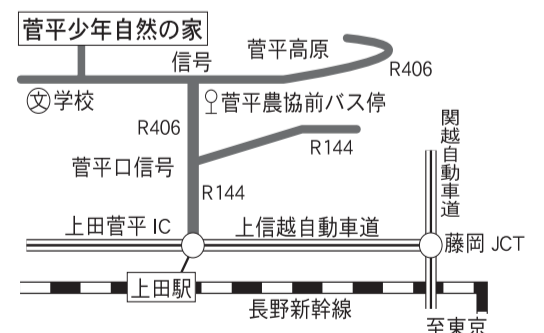 菅平少年自然の家
信号
菅平高原
R406
文学校
菅平農協前バス停
R406
R144
菅平口信号
R144
関越自動車道
上田菅平 IC
上信越自動車道
藤岡 JCT
上田駅
長野新幹線
至東京